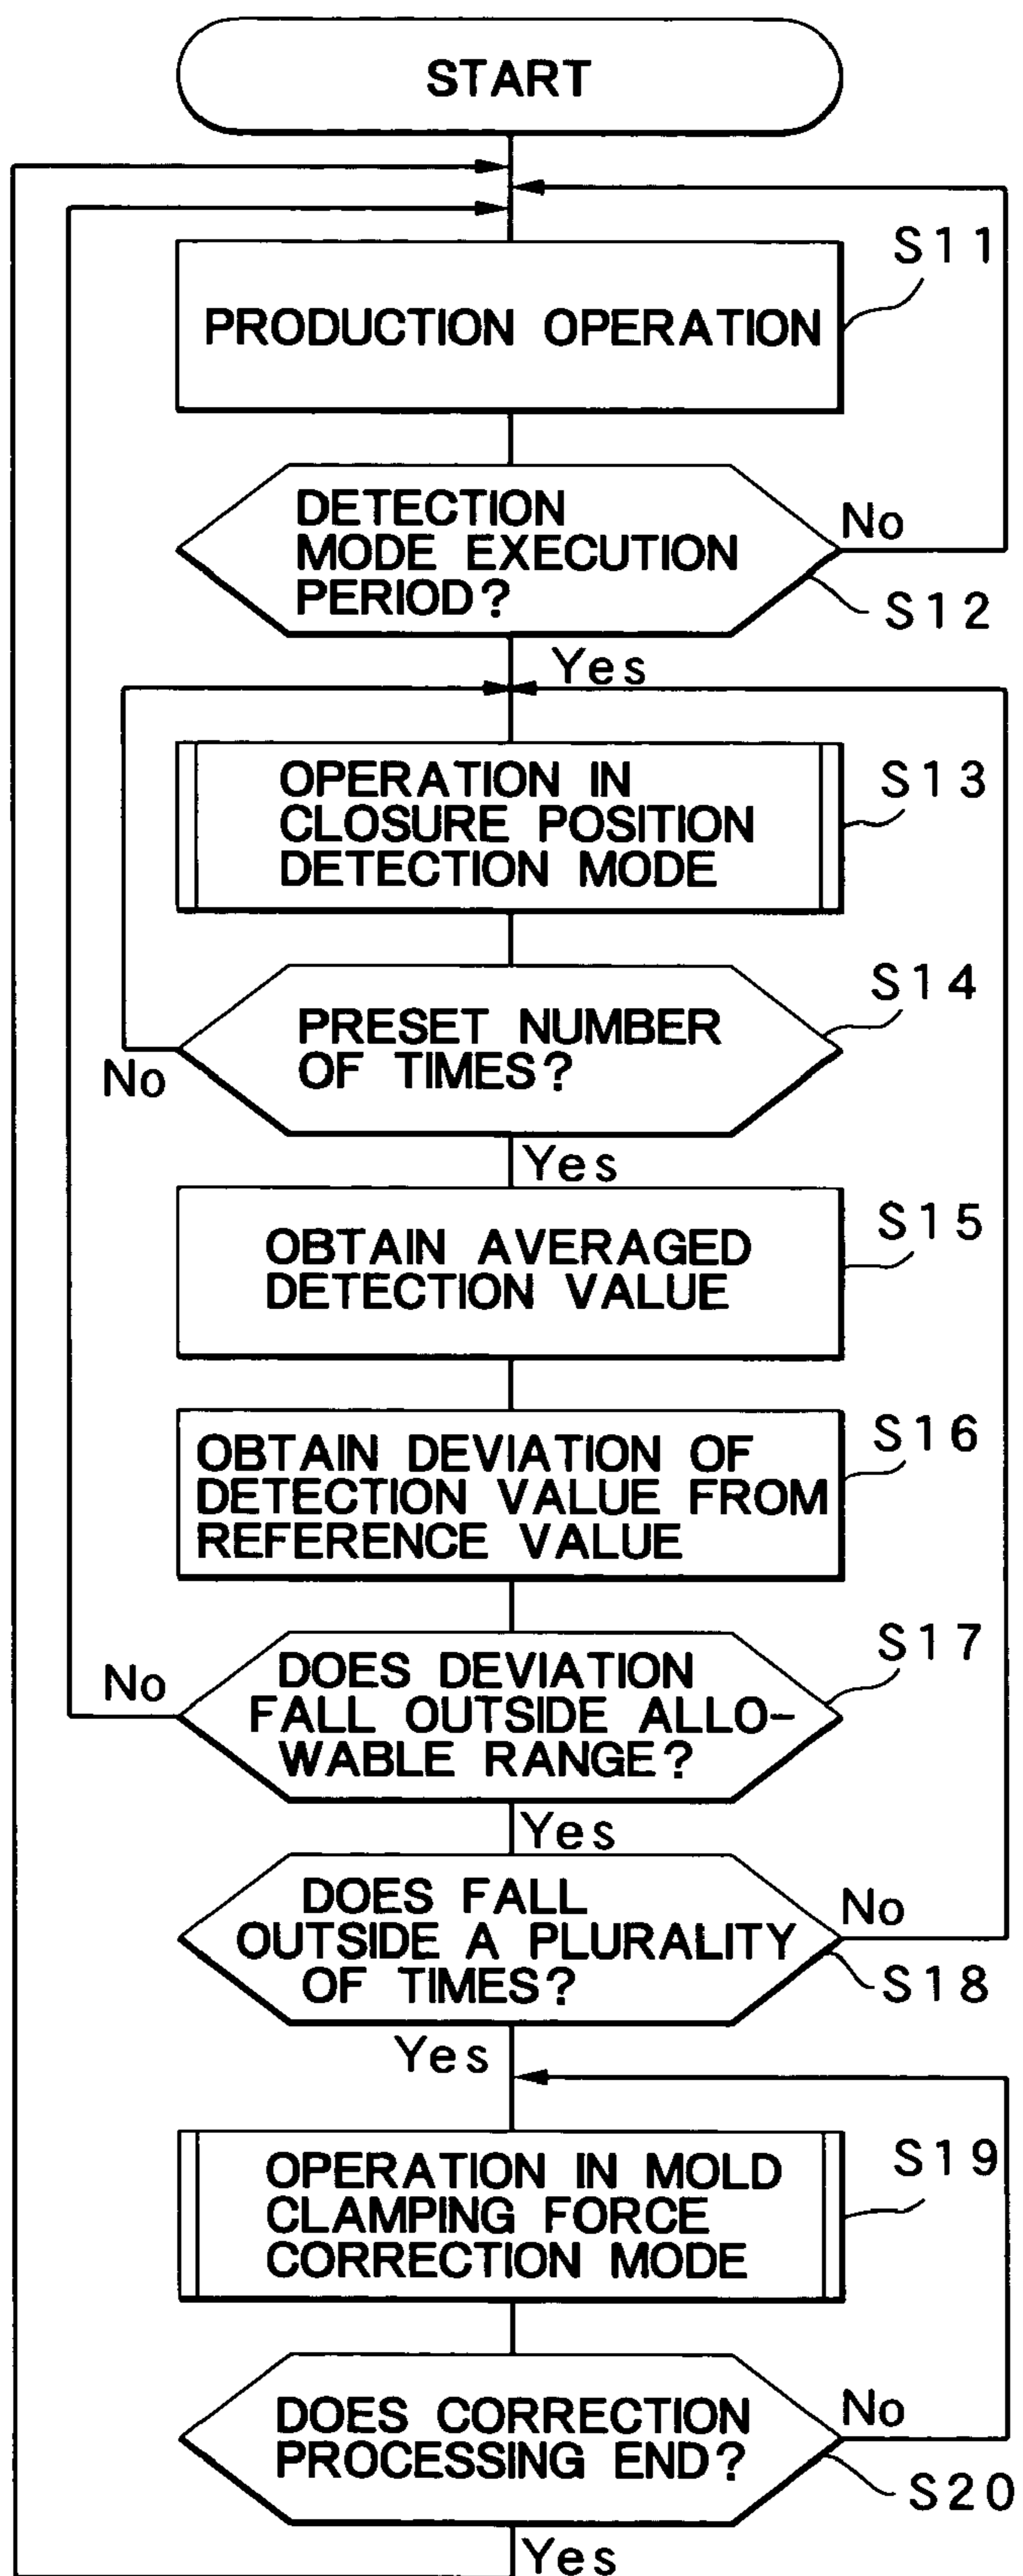 START
S11
PRODUCTION OPERATION
DETECTION
MODE EXECUTION
PERIOD?
No
S12
Yes
OPERATION IN
CLOSURE POSITION
DETECTION MODE
S13
PRESET NUMBER
OF TIMES?
S14
No
Yes
OBTAIN AVERAGED
DETECTION VALUE
S15
OBTAIN DEVIATION OF
DETECTION VALUE FROM
REFERENCE VALUE
S16
DOES DEVIATION
FALL OUTSIDE ALLO-
WABLE RANGE?
S17
No
Yes
DOES FALL
OUTSIDE A PLURALITY
OF TIMES?
No
S18
Yes
OPERATION IN MOLD
CLAMPING FORCE
CORRECTION MODE
S19
DOES CORRECTION
PROCESSING END?
No
S20
Yes